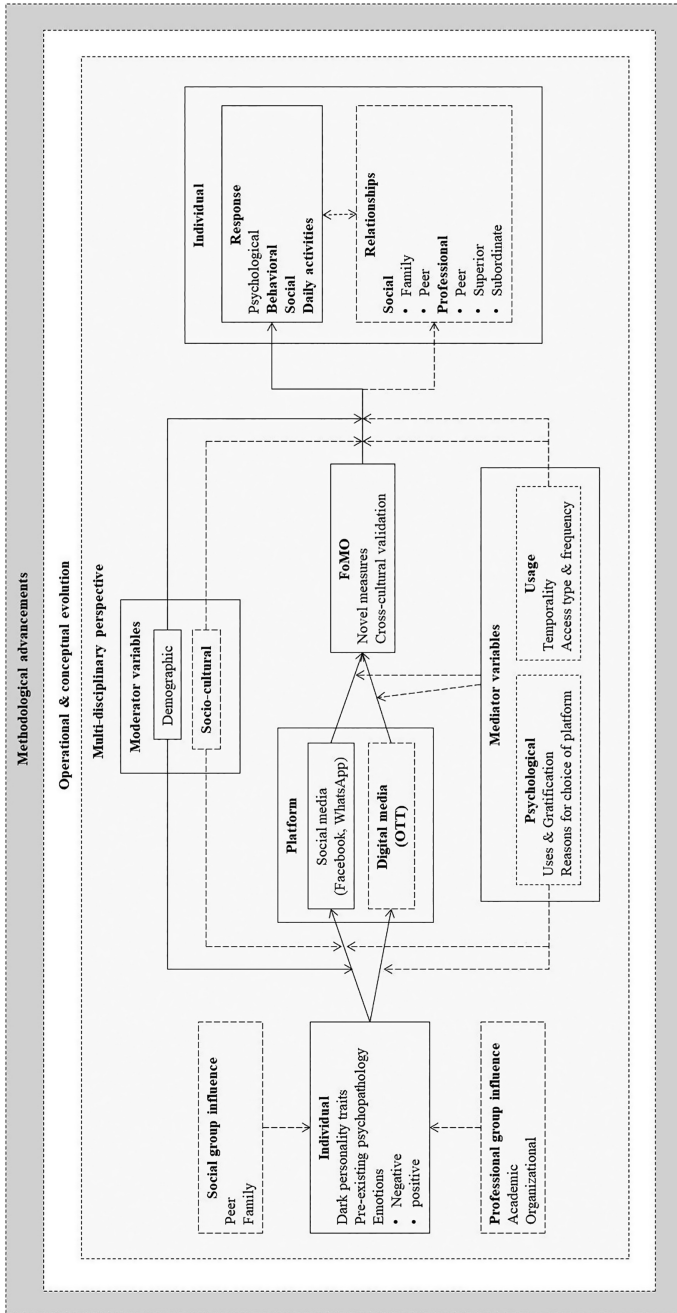 Methodological advancements
Operational & conceptual evolution
Multi-disciplinary perspective
Social group influence
Peer
Family
Individual
Dark personality traits
Pre-existing psychopathology
Emotions
• Negative
• positive
Professional group influence
Academic
Organizational
Moderator variables
Demographic
Socio-cultural
Platform
Social media
(Facebook, WhatsApp)
Digital media
(OTT)
Mediator variables
Psychological
Uses & Gratification
Reasons for choice of platform
Usage
Temporality
Access type & frequency
FoMO
Novel measures
Cross-cultural validation
Individual
Response
Psychological
Behavioral
Social
Daily activities
Relationships
Social
• Family
• Peer
Professional
• Peer
• Superior
• Subordinate